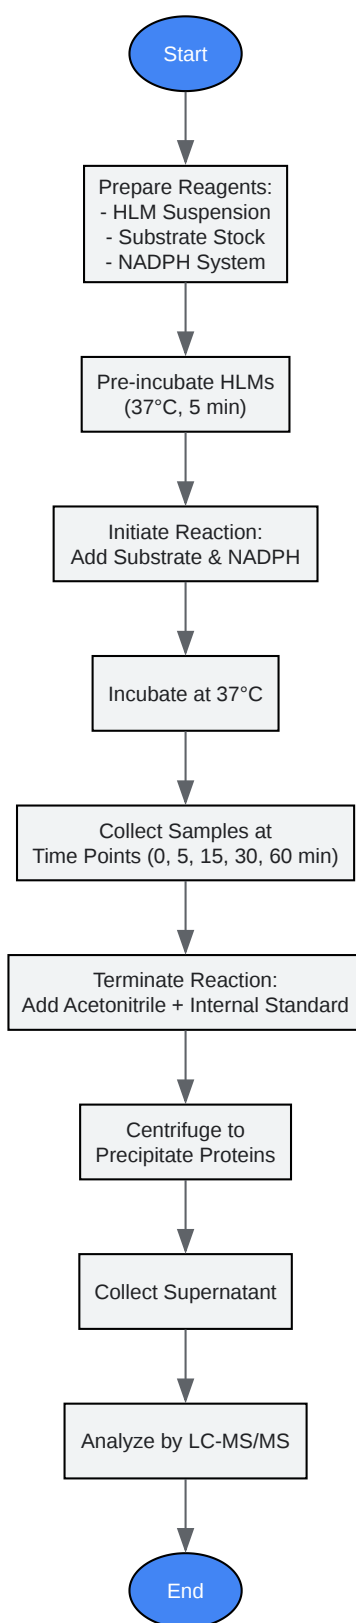 Start
Prepare Reagents:
- HLM Suspension
- Substrate Stock
- NADPH System
Pre-incubate HLMs
(37°C, 5 min)
Initiate Reaction:
Add Substrate & NADPH
Incubate at 37°C
Collect Samples at
Time Points (0, 5, 15, 30, 60 min)
Terminate Reaction:
Add Acetonitrile + Internal Standard
Centrifuge to
Precipitate Proteins
Collect Supernatant
Analyze by LC-MS/MS
End